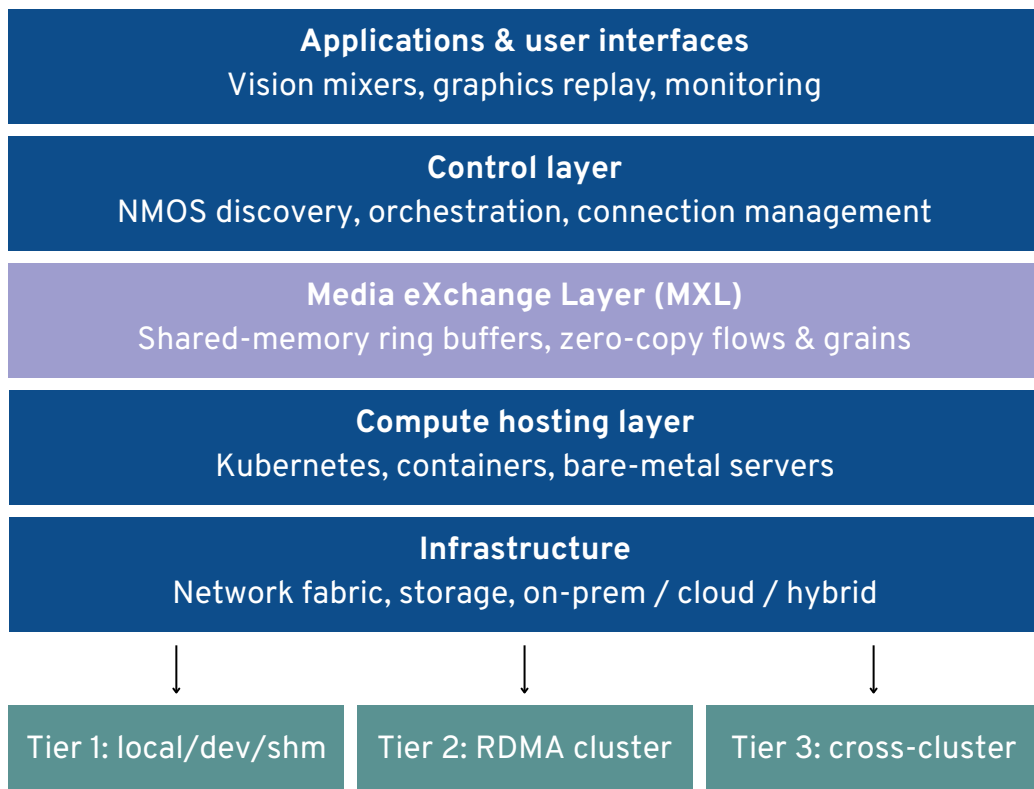 Applications & user interfaces
Vision mixers, graphics replay, monitoring
Control layer
NMOS discovery, orchestration, connection management
Media eXchange Layer (MXL)
Shared-memory ring buffers, zero-copy flows & grains
Compute hosting layer
Kubernetes, containers, bare-metal servers
Infrastructure
Network fabric, storage, on-prem / cloud / hybrid
Tier 1: local/dev/shm
Tier 2: RDMA cluster
Tier 3: cross-cluster